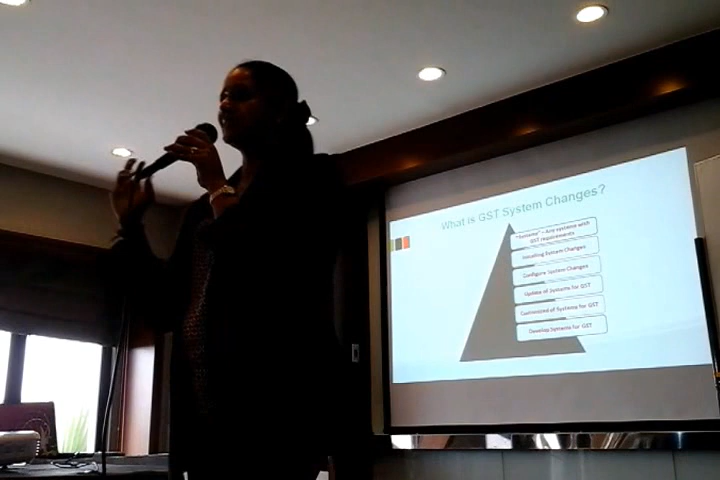 What is GST System Changes?
"Systems" – Any systems with
GST requirements
Installing System Changes
Configure System Changes
Update of Systems for GST
Customized of Systems for GST
Develop Systems for GST